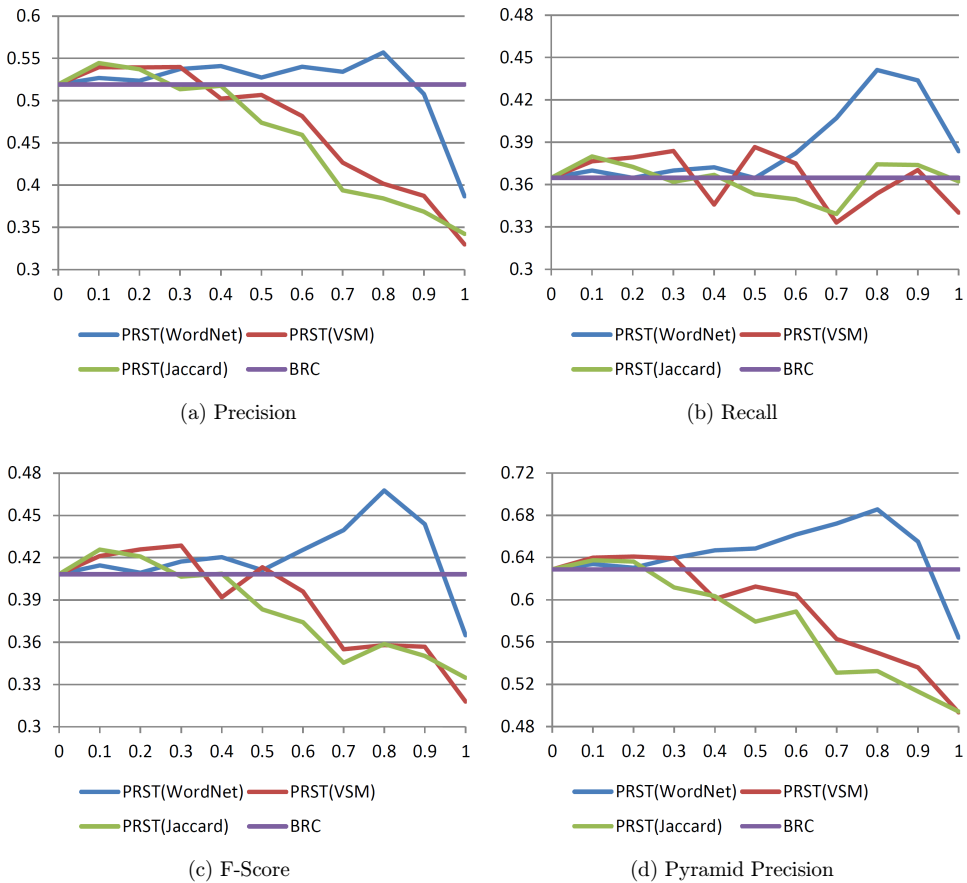 0.6
0.55
0.5
0.45
0.4
0.35
0.3
0 0.1 0.2 0.3 0.4 0.5 0.6 0.7 0.8 0.9 1
PRST(WordNet) PRST(VSM)
PRST(Jaccard) BRC
(a) Precision
0.48
0.45
0.42
0.39
0.36
0.33
0.3
0 0.1 0.2 0.3 0.4 0.5 0.6 0.7 0.8 0.9 1
PRST(WordNet) PRST(VSM)
PRST(Jaccard) BRC
(b) Recall
0.48
0.45
0.42
0.39
0.36
0.33
0.3
0 0.1 0.2 0.3 0.4 0.5 0.6 0.7 0.8 0.9 1
PRST(WordNet) PRST(VSM)
PRST(Jaccard) BRC
(c) F-Score
0.72
0.68
0.64
0.6
0.56
0.52
0.48
0 0.1 0.2 0.3 0.4 0.5 0.6 0.7 0.8 0.9 1
PRST(WordNet) PRST(VSM)
PRST(Jaccard) BRC
(d) Pyramid Precision